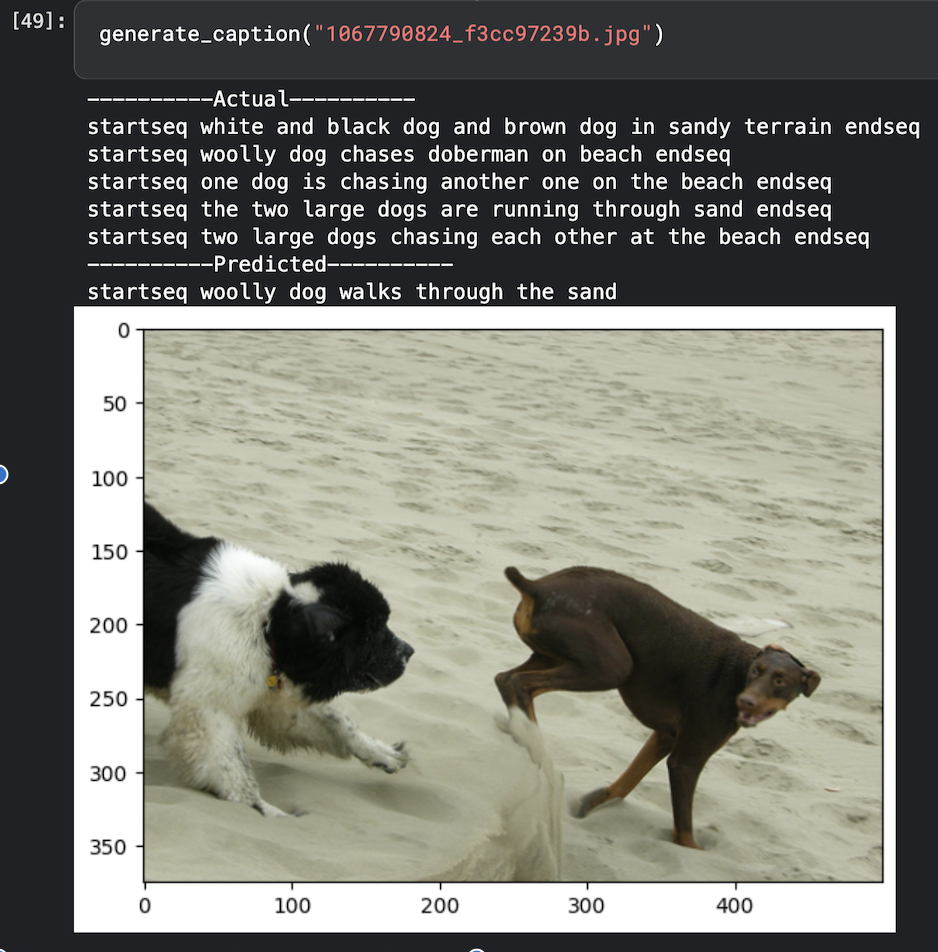 [49]:
generate_caption("1067790824_f3cc97239b.jpg")
----------Actual----------
startseq white and black dog and brown dog in sandy terrain endseq
startseq woolly dog chases doberman on beach endseq
startseq one dog is chasing another one on the beach endseq
startseq the two large dogs are running through sand endseq
startseq two large dogs chasing each other at the beach endseq
----------Predicted----------
startseq woolly dog walks through the sand
0
50
100
150
200
250
300
350
0 100 200 300 400